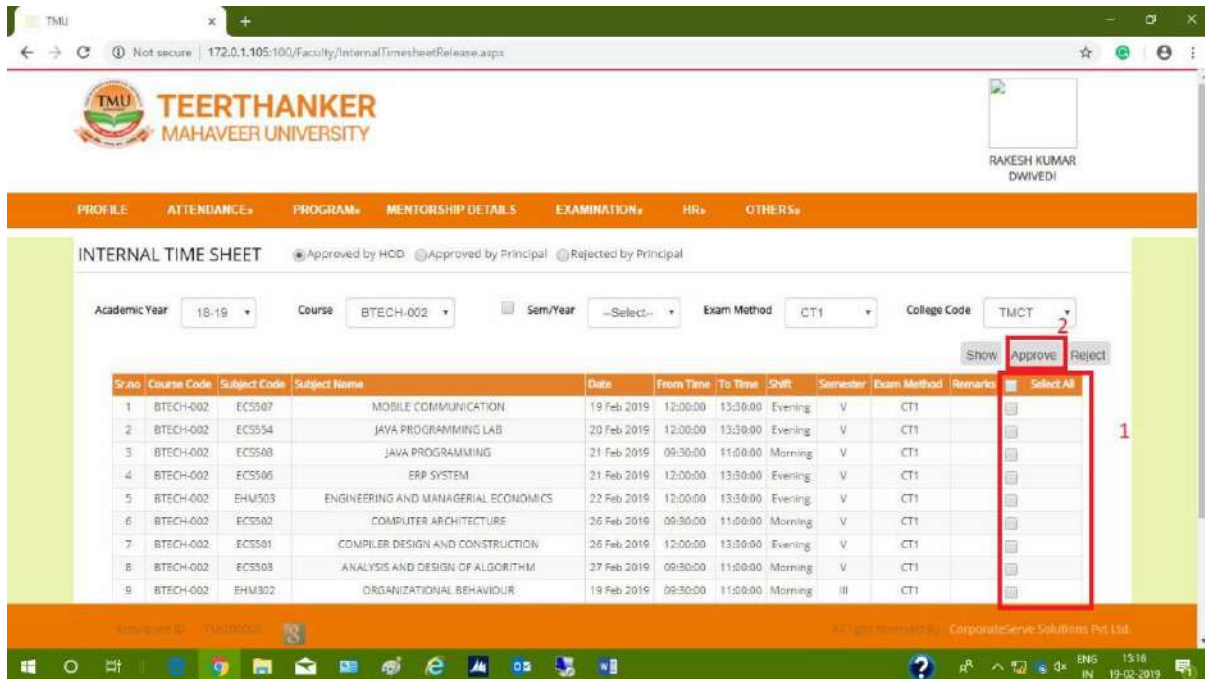 TMU
Not secure 172.0.1.105:100/Faculty/InternalTimesheetRelease.aspx
TMU
TEERTHANKER
MAHAVEER UNIVERSITY
RAKESH KUMAR
DWIVEDI
PROFILE ATTENDANCE» PROGRAM» MENTORSHIP DETAILS EXAMINATION» HR» OTHERS»
INTERNAL TIME SHEET Approved by HOD Approved by Principal Rejected by Principal
Academic Year 18-19 Course BTECH-002 Sem/Year --Select-- Exam Method CT1 College Code TMCT
2
Show Approve Reject
Sr.no Course Code Subject Code Subject Name Date From Time To Time Shift Semester Exam Method Remarks Select All
1 BTECH-002 ECS507 MOBILE COMMUNICATION 19 Feb 2019 12:00:00 13:30:00 Evening V CT1
2 BTECH-002 ECS554 JAVA PROGRAMMING LAB 20 Feb 2019 12:00:00 13:30:00 Evening V CT1
1
3 BTECH-002 ECS508 JAVA PROGRAMMING 21 Feb 2019 09:30:00 11:00:00 Morning V CT1
4 BTECH-002 ECS506 ERP SYSTEM 21 Feb 2019 12:00:00 13:30:00 Evening V CT1
5 BTECH-002 EHM503 ENGINEERING AND MANAGERIAL ECONOMICS 22 Feb 2019 12:00:00 13:30:00 Evening V CT1
6 BTECH-002 ECS502 COMPUTER ARCHITECTURE 26 Feb 2019 09:30:00 11:00:00 Morning V CT1
7 BTECH-002 ECS501 COMPILER DESIGN AND CONSTRUCTION 26 Feb 2019 12:00:00 13:30:00 Evening V CT1
8 BTECH-002 ECS503 ANALYSIS AND DESIGN OF ALGORITHM 27 Feb 2019 09:30:00 11:00:00 Morning V CT1
9 BTECH-002 EHM302 ORGANIZATIONAL BEHAVIOUR 19 Feb 2019 09:30:00 11:00:00 Morning III CT1
Employee ID CorporateServe Solutions Pvt Ltd.
ENG 15:16
IN 19-02-2019